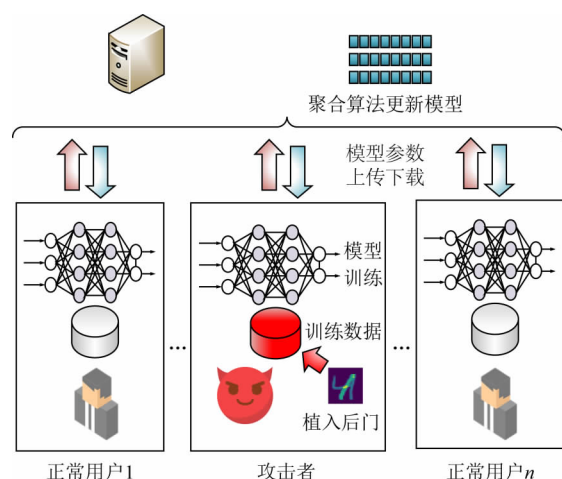 聚合算法更新模型
模型参数
上传下载
模型
训练
训练数据
...
...
植入后门
正常用户1
攻击者
正常用户n